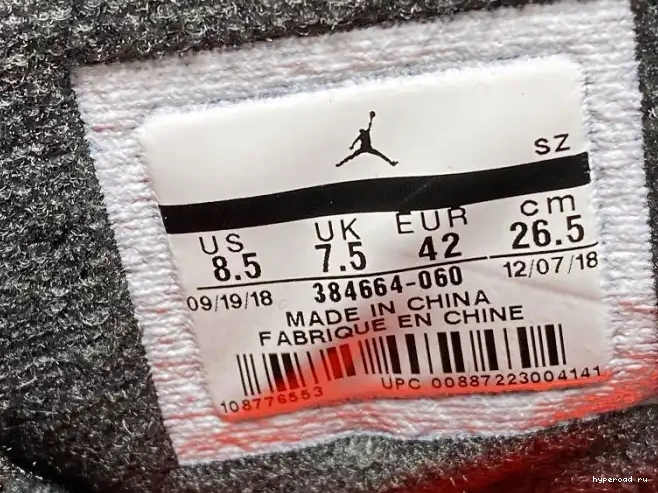 SZ
US UK EUR cm
8.5 7.5 42 26.5
09/19/18 384664-060 12/07/18
MADE IN CHINA
FABRIQUE EN CHINE
108776553 UPC 00887223004141
hyperoad.ru